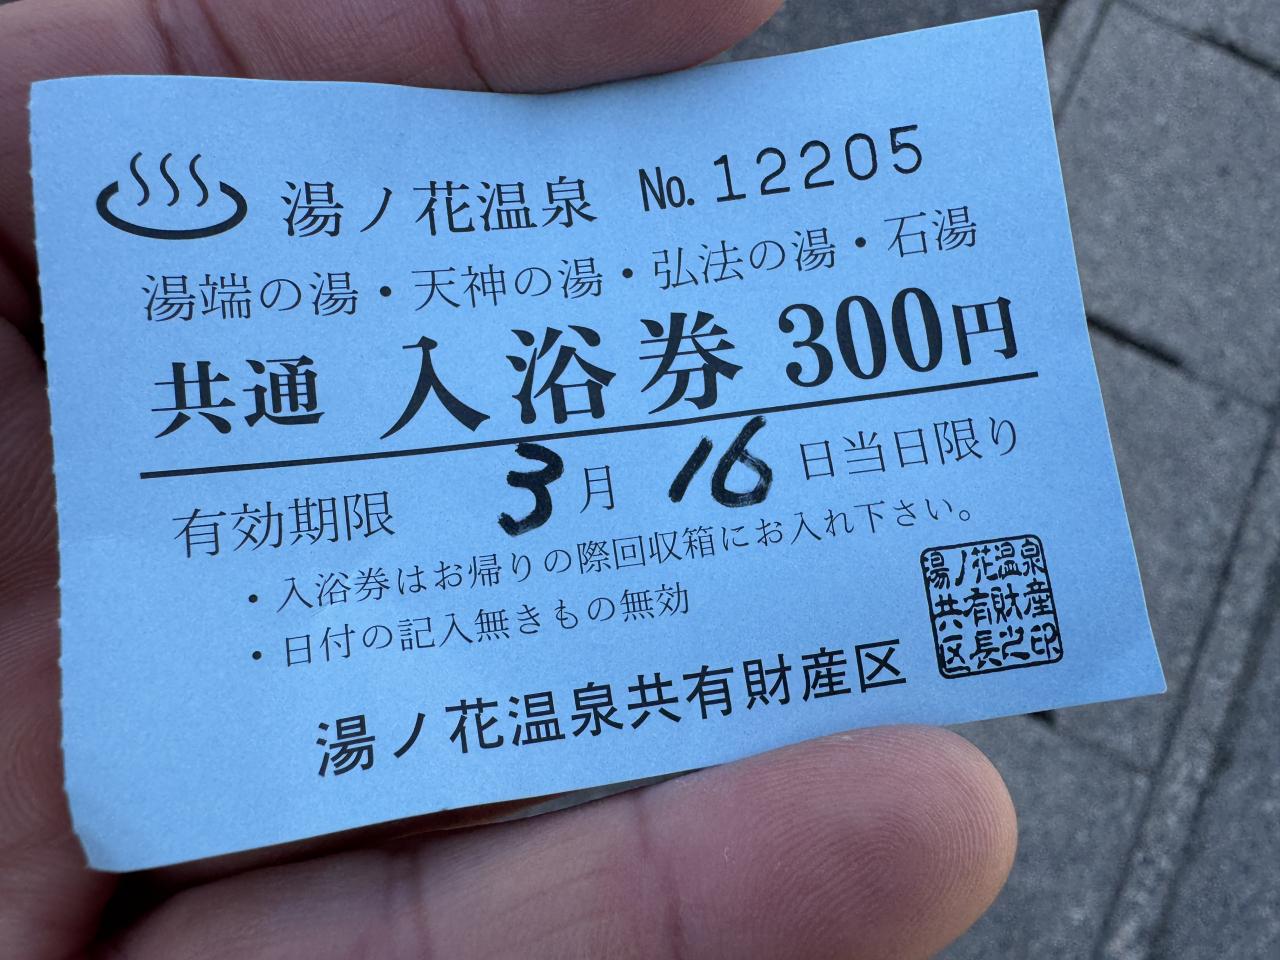 湯ノ花温泉 No.12205
湯端の湯・天神の湯・弘法の湯・石湯
共通 入浴券 300円
有効期限 3月 16日当日限り
・入浴券はお帰りの際回収箱にお入れ下さい。
・日付の記入無きもの無効
湯ノ花温泉共有財産区
湯ノ花温泉
共有財産
区長之印